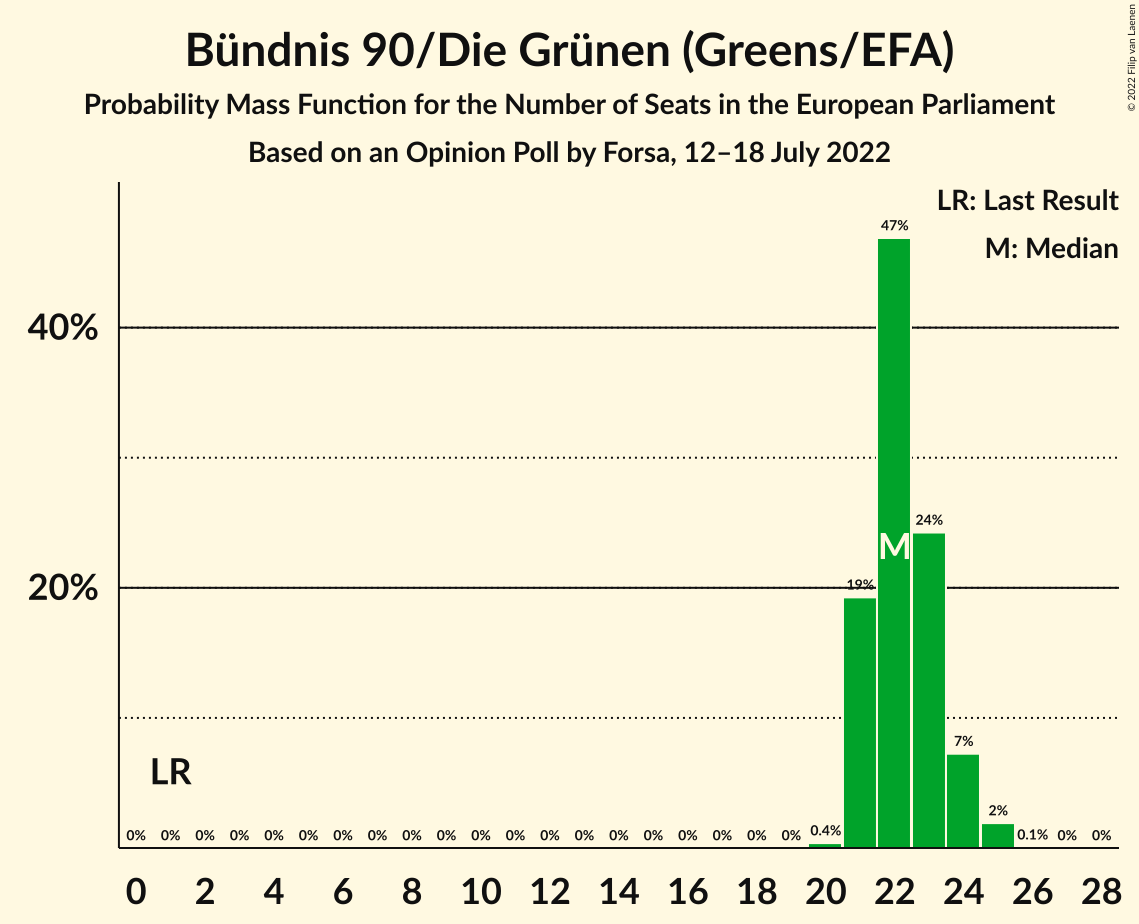 Bündnis 90/Die Grünen (Greens/EFA)
Probability Mass Function for the Number of Seats in the European Parliament
Based on an Opinion Poll by Forsa, 12–18 July 2022
© 2022 Filip van Laenen
LR: Last Result
M: Median
47%
40%
24%
M
20%
19%
7%
LR
2%
0% 0% 0% 0% 0% 0% 0% 0% 0% 0% 0% 0% 0% 0% 0% 0% 0% 0% 0% 0% 0.4% 0.1% 0% 0%
0 2 4 6 8 10 12 14 16 18 20 22 24 26 28